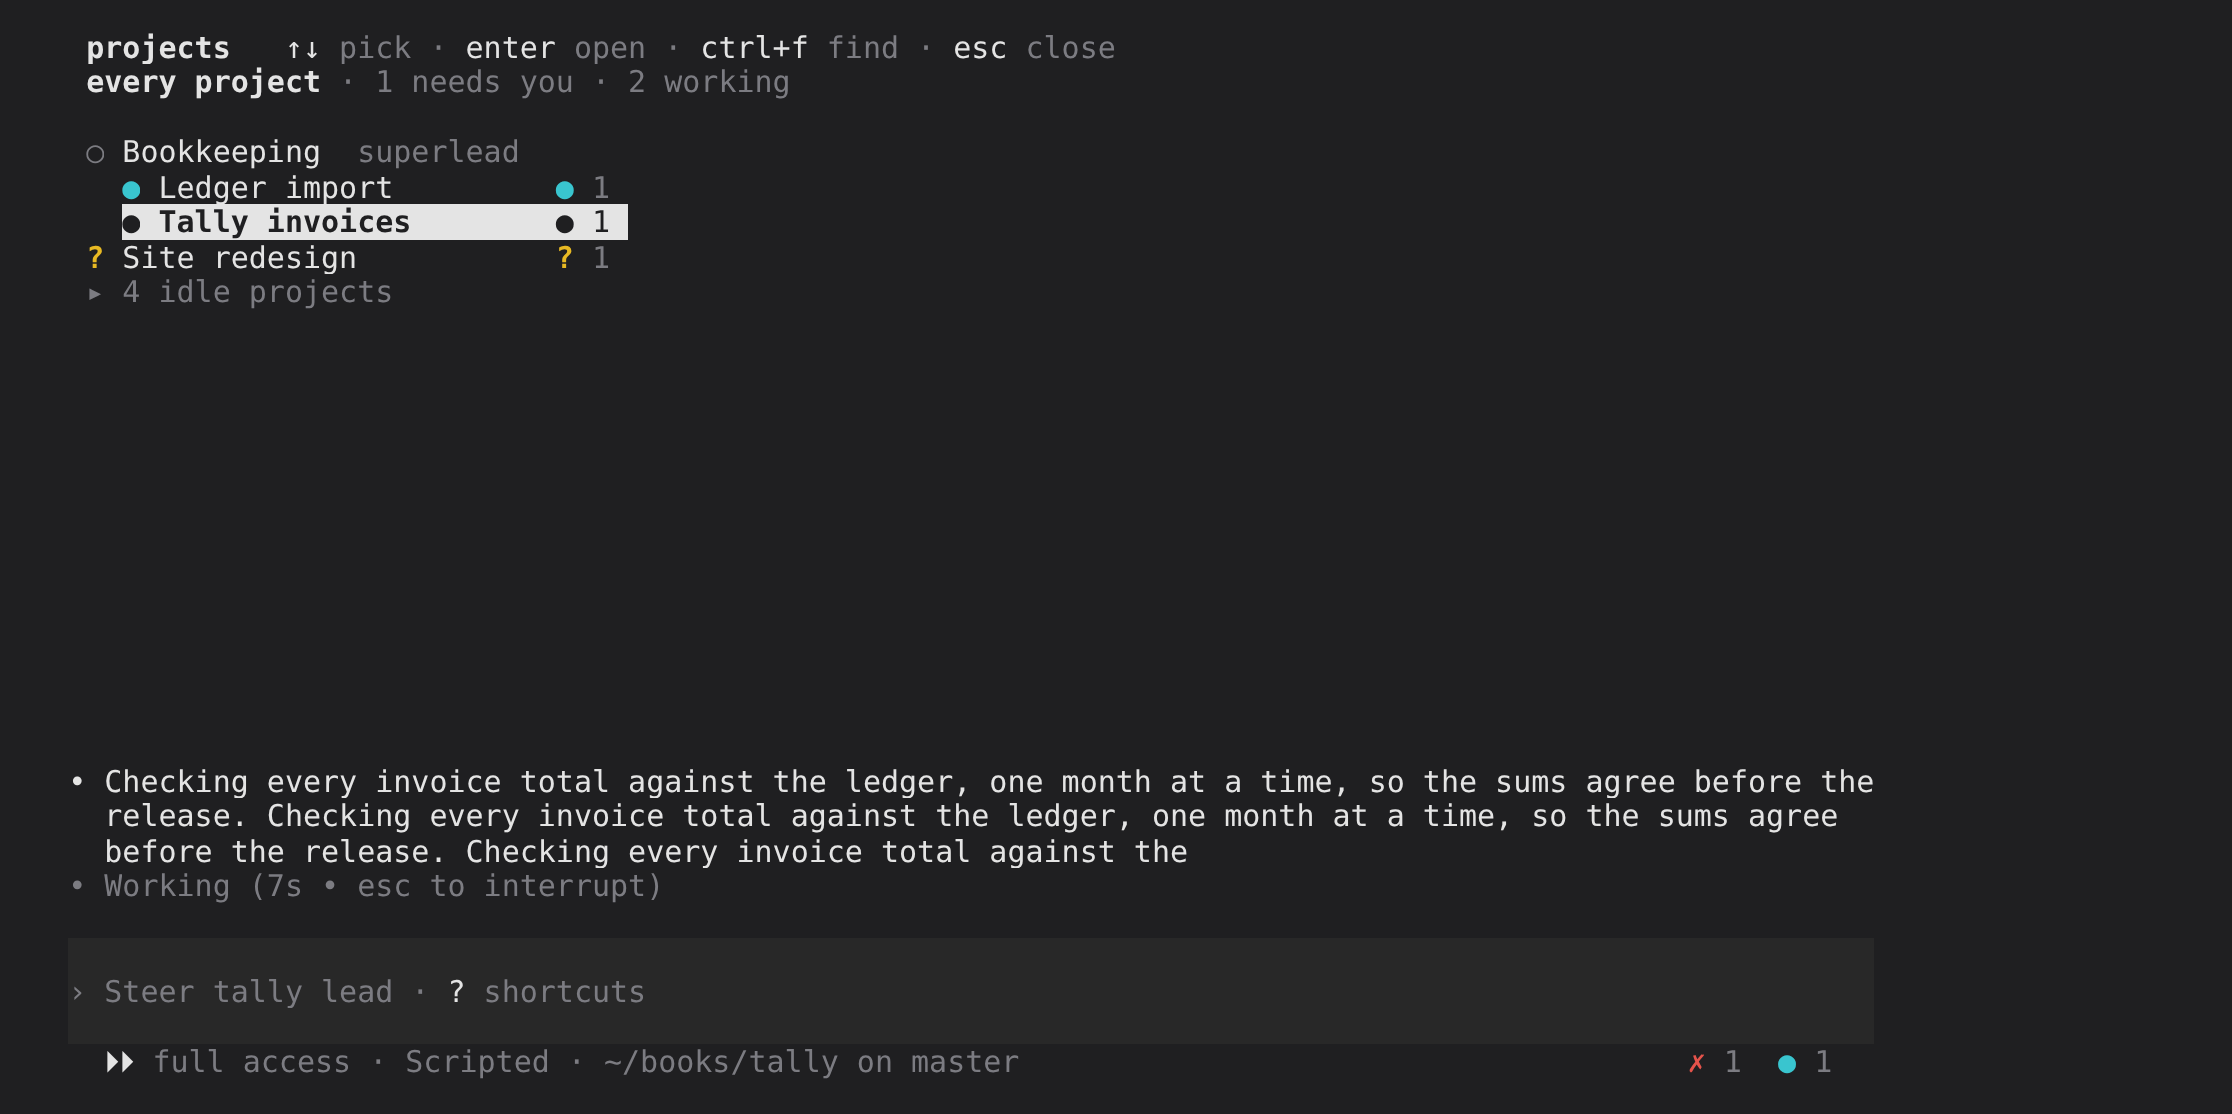 projects   ↑↓ pick · enter open · ctrl+f find · esc close
every project · 1 needs you · 2 working
○ Bookkeeping  superlead
● Ledger import         ● 1
● Tally invoices        ● 1
? Site redesign           ? 1
▸ 4 idle projects
• Checking every invoice total against the ledger, one month at a time, so the sums agree before the
release. Checking every invoice total against the ledger, one month at a time, so the sums agree
before the release. Checking every invoice total against the
• Working (7s • esc to interrupt)
› Steer tally lead · ? shortcuts
⏵⏵ full access · Scripted · ~/books/tally on master   ✗ 1  ● 1